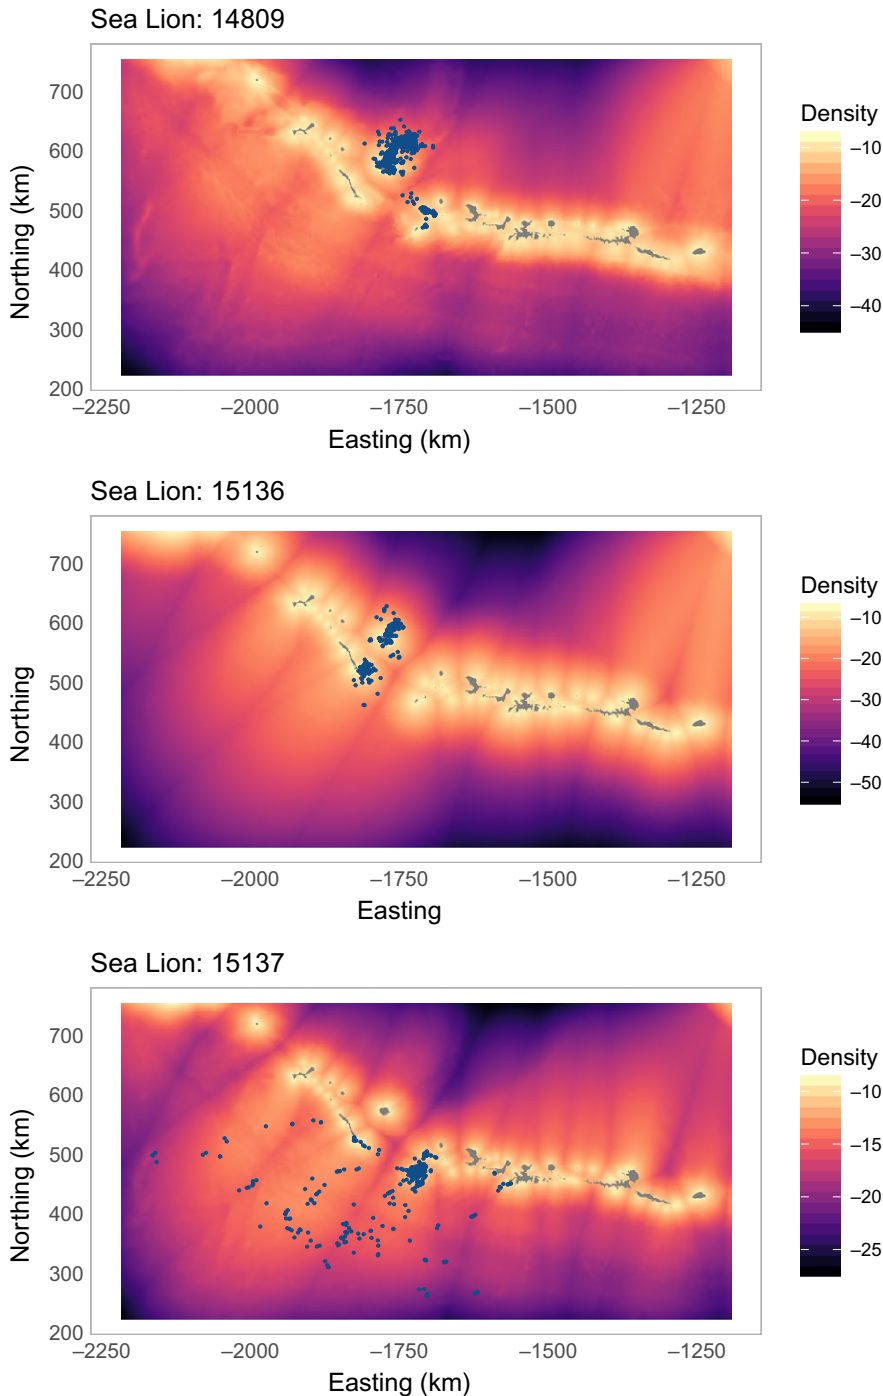 Sea Lion: 14809
700
600
500
400
300
200
Northing (km)
–2250 –2000 –1750 –1500 –1250
Easting (km)
Density
–10
–20
–30
–40
Sea Lion: 15136
700
600
500
400
300
200
Northing
–2250 –2000 –1750 –1500 –1250
Easting
Density
–10
–20
–30
–40
–50
Sea Lion: 15137
700
600
500
400
300
200
Northing (km)
–2250 –2000 –1750 –1500 –1250
Easting (km)
Density
–10
–15
–20
–25